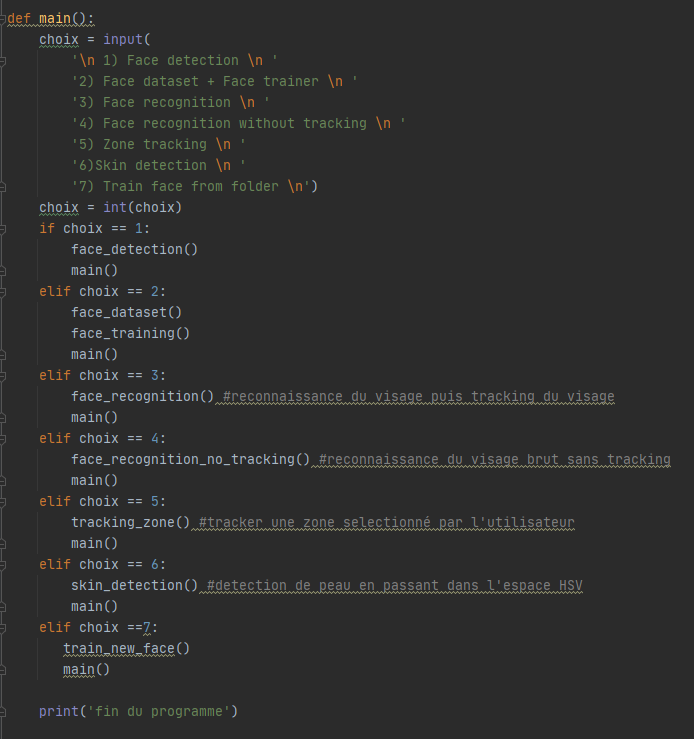 def main():
    choix = input(
        '\n 1) Face detection \n '
        '2) Face dataset + Face trainer \n '
        '3) Face recognition \n '
        '4) Face recognition without tracking \n '
        '5) Zone tracking \n '
        '6)Skin detection \n '
        '7) Train face from folder \n')
    choix = int(choix)
    if choix == 1:
        face_detection()
        main()
    elif choix == 2:
        face_dataset()
        face_training()
        main()
    elif choix == 3:
        face_recognition() #reconnaissance du visage puis tracking du visage
        main()
    elif choix == 4:
        face_recognition_no_tracking() #reconnaissance du visage brut sans tracking
        main()
    elif choix == 5:
        tracking_zone() #tracker une zone selectionné par l'utilisateur
        main()
    elif choix == 6:
        skin_detection() #detection de peau en passant dans l'espace HSV
        main()
    elif choix ==7:
       train_new_face()
       main()

    print('fin du programme')